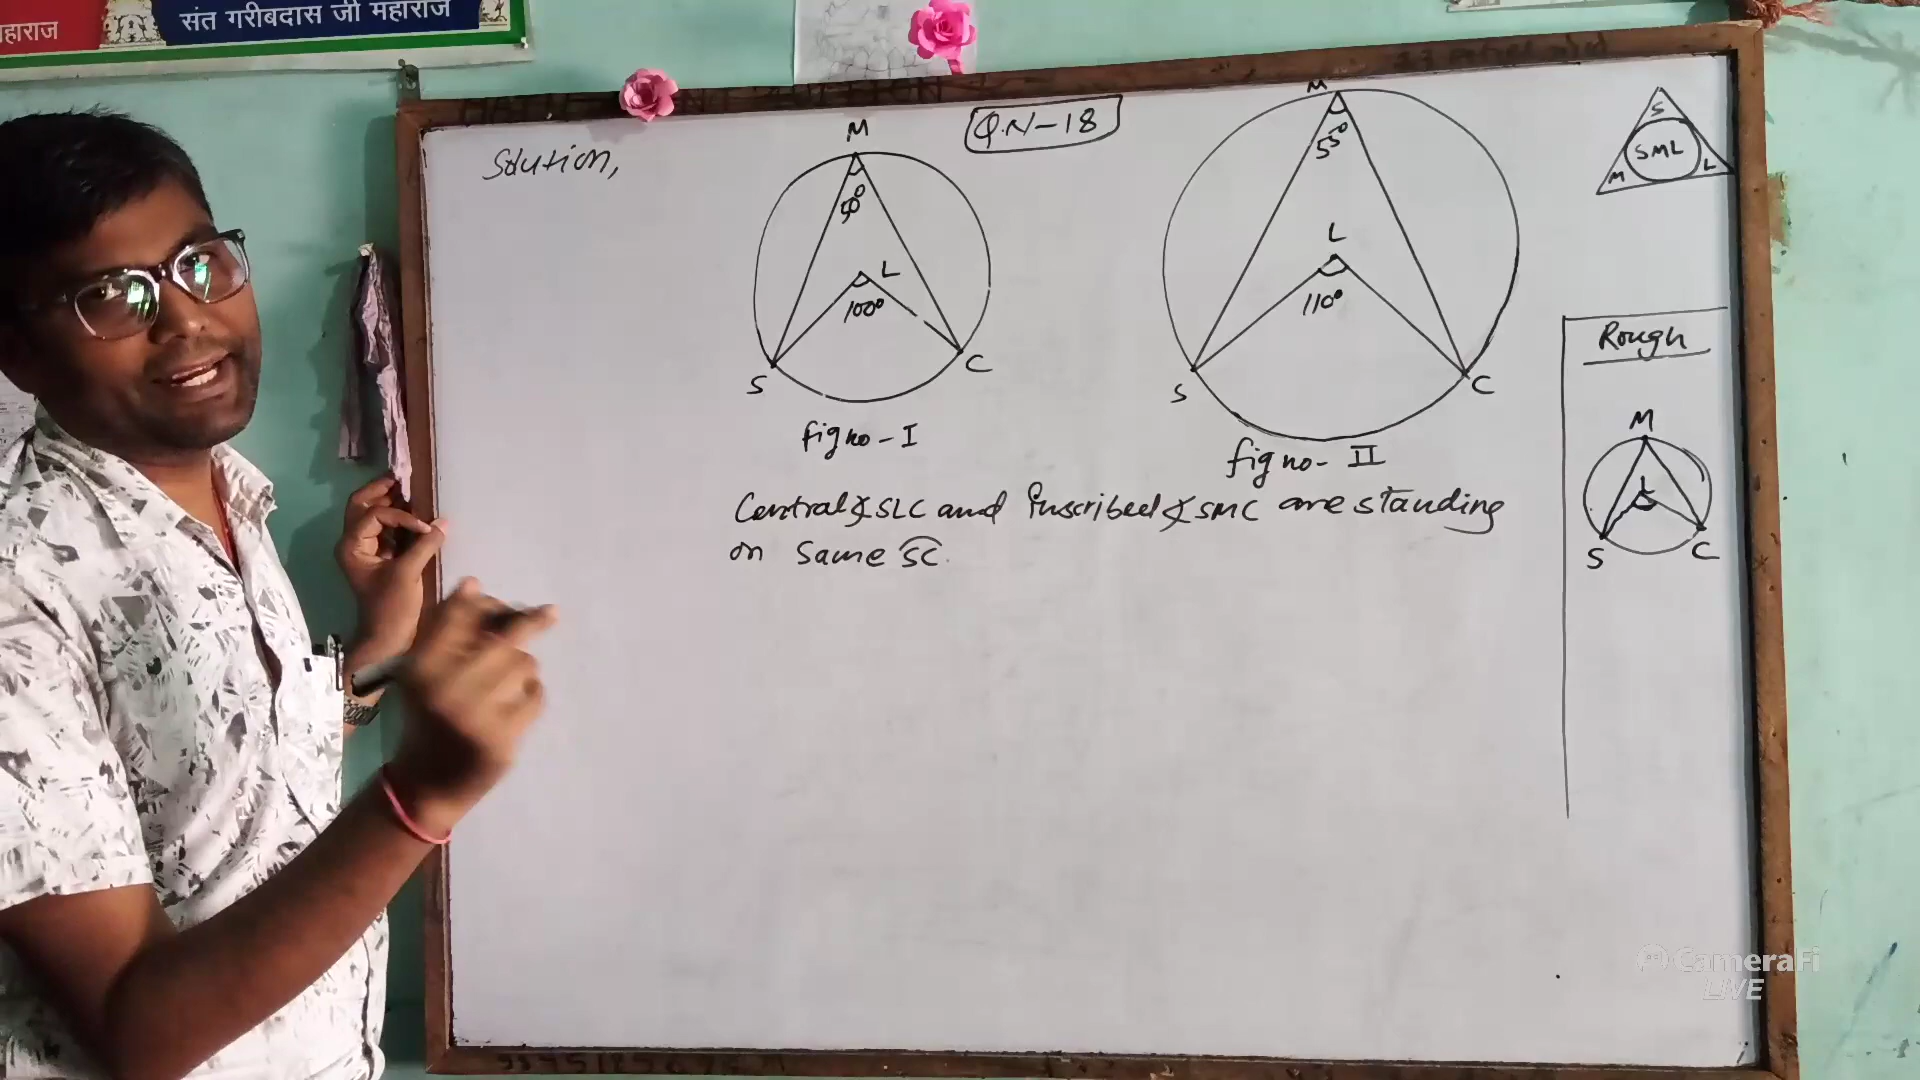 हाराज
संत गरीबदास जी महाराज
Solution,
Q.N-18
M
50°
L
100°
S
C
fig no - I
M
55°
L
110°
S
C
fig no - II
S
SML
M
L
Rough
M
L
S
C
Central ∡SLC and Inscribed ∡SMC are standing
on Same SC.
CameraFi
LIVE